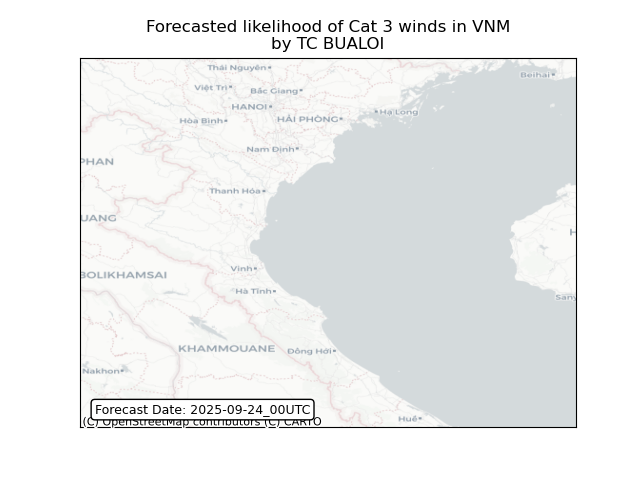 Forecasted likelihood of Cat 3 winds in VNM
by TC BUALOI
Thái Nguyên
Beihai
Việt Trì
Bắc Giang
HANOI
Hạ Long
Hòa Bình
HẢI PHÒNG
Nam Định
PHAN
Thanh Hóa
UANG
H
Vinh
BOLIKHAMSAI
Hà Tĩnh
Sany
KHAMMOUANE
Đồng Hới
Nakhon
Forecast Date: 2025-09-24_00UTC
Huế
(C) OpenStreetMap contributors (C) CARTO